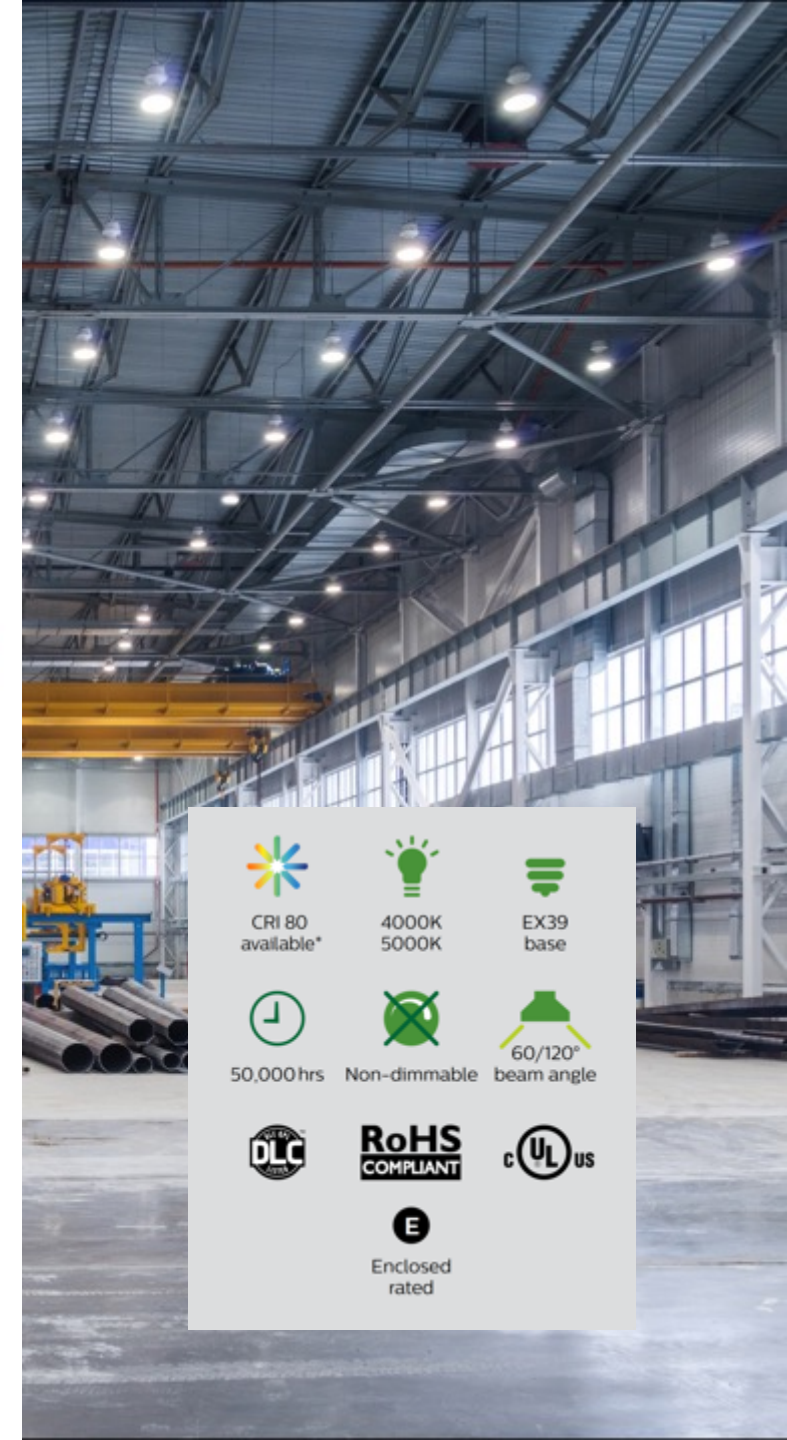 CRI 80
available*
4000K
5000K
EX39
base
50,000 hrs
Non-dimmable
60/120°
beam angle
DLC
RoHS
COMPLIANT
C UL US
E
Enclosed
rated